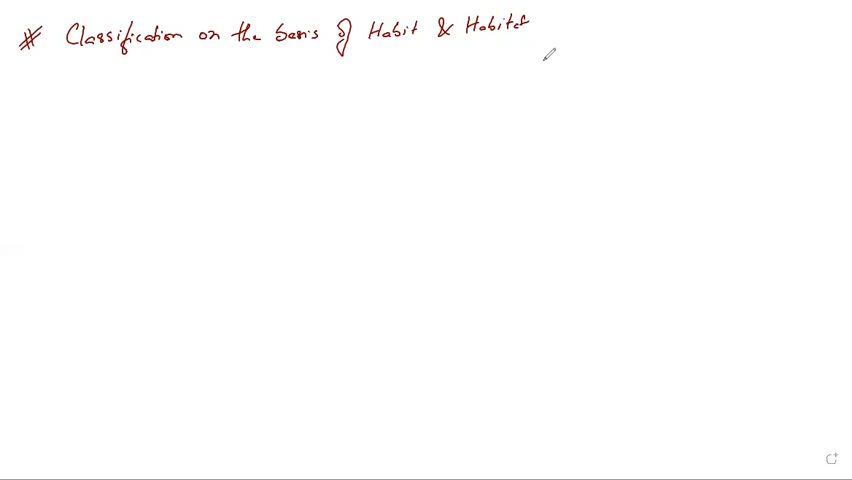 # Classification on the basis of Habit & Habitat